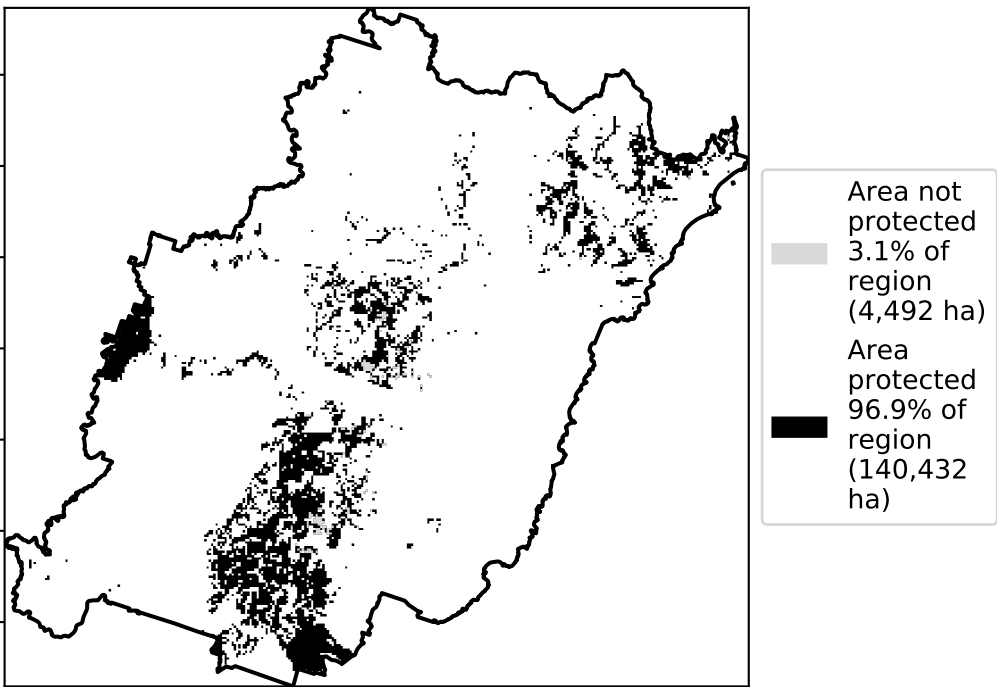 Area not
protected
3.1% of
region
(4,492 ha)
Area
protected
96.9% of
region
(140,432
ha)